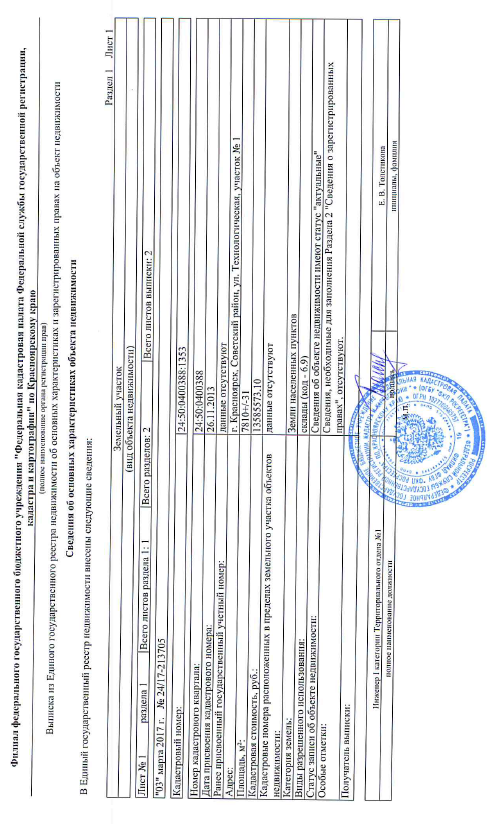 Филиал федерального государственного бюджетного учреждения "Федеральная кадастровая палата Федеральной службы государственной регистрации,
кадастра и картографии" по Красноярскому краю
(полное наименование органа регистрации прав)
Выписка из Единого государственного реестра недвижимости об основных характеристиках и зарегистрированных правах на объект недвижимости
Сведения об основных характеристиках объекта недвижимости
В Единый государственный реестр недвижимости внесены следующие сведения:
Раздел 1 Лист 1
Земельный участок
(вид объекта недвижимости)
Лист № 1 раздела 1 Всего листов раздела 1: 1 Всего разделов: 2 Всего листов выписки: 2
"03" марта 2017 г. № 24/17-213705
Кадастровый номер: 24:50:0400388:1353
Номер кадастрового квартала: 24:50:0400388
Дата присвоения кадастрового номера: 26.11.2013
Ранее присвоенный государственный учетный номер: данные отсутствуют
Адрес: г. Красноярск, Советский район, ул. Технологическая, участок № 1
Площадь, м²: 7810+/-31
Кадастровая стоимость, руб.: 13585573.10
Кадастровые номера расположенных в пределах земельного участка объектов недвижимости: данные отсутствуют
Категория земель: Земли населенных пунктов
Виды разрешенного использования: склады (код - 6.9)
Статус записи об объекте недвижимости: Сведения об объекте недвижимости имеют статус "актуальные"
Особые отметки: Сведения, необходимые для заполнения Раздела 2 "Сведения о зарегистрированных
правах", отсутствуют.
Получатель выписки:
Инженер I категории Территориального отдела №1 Е. В. Толстикова
полное наименование должности подпись инициалы, фамилия
М.П.